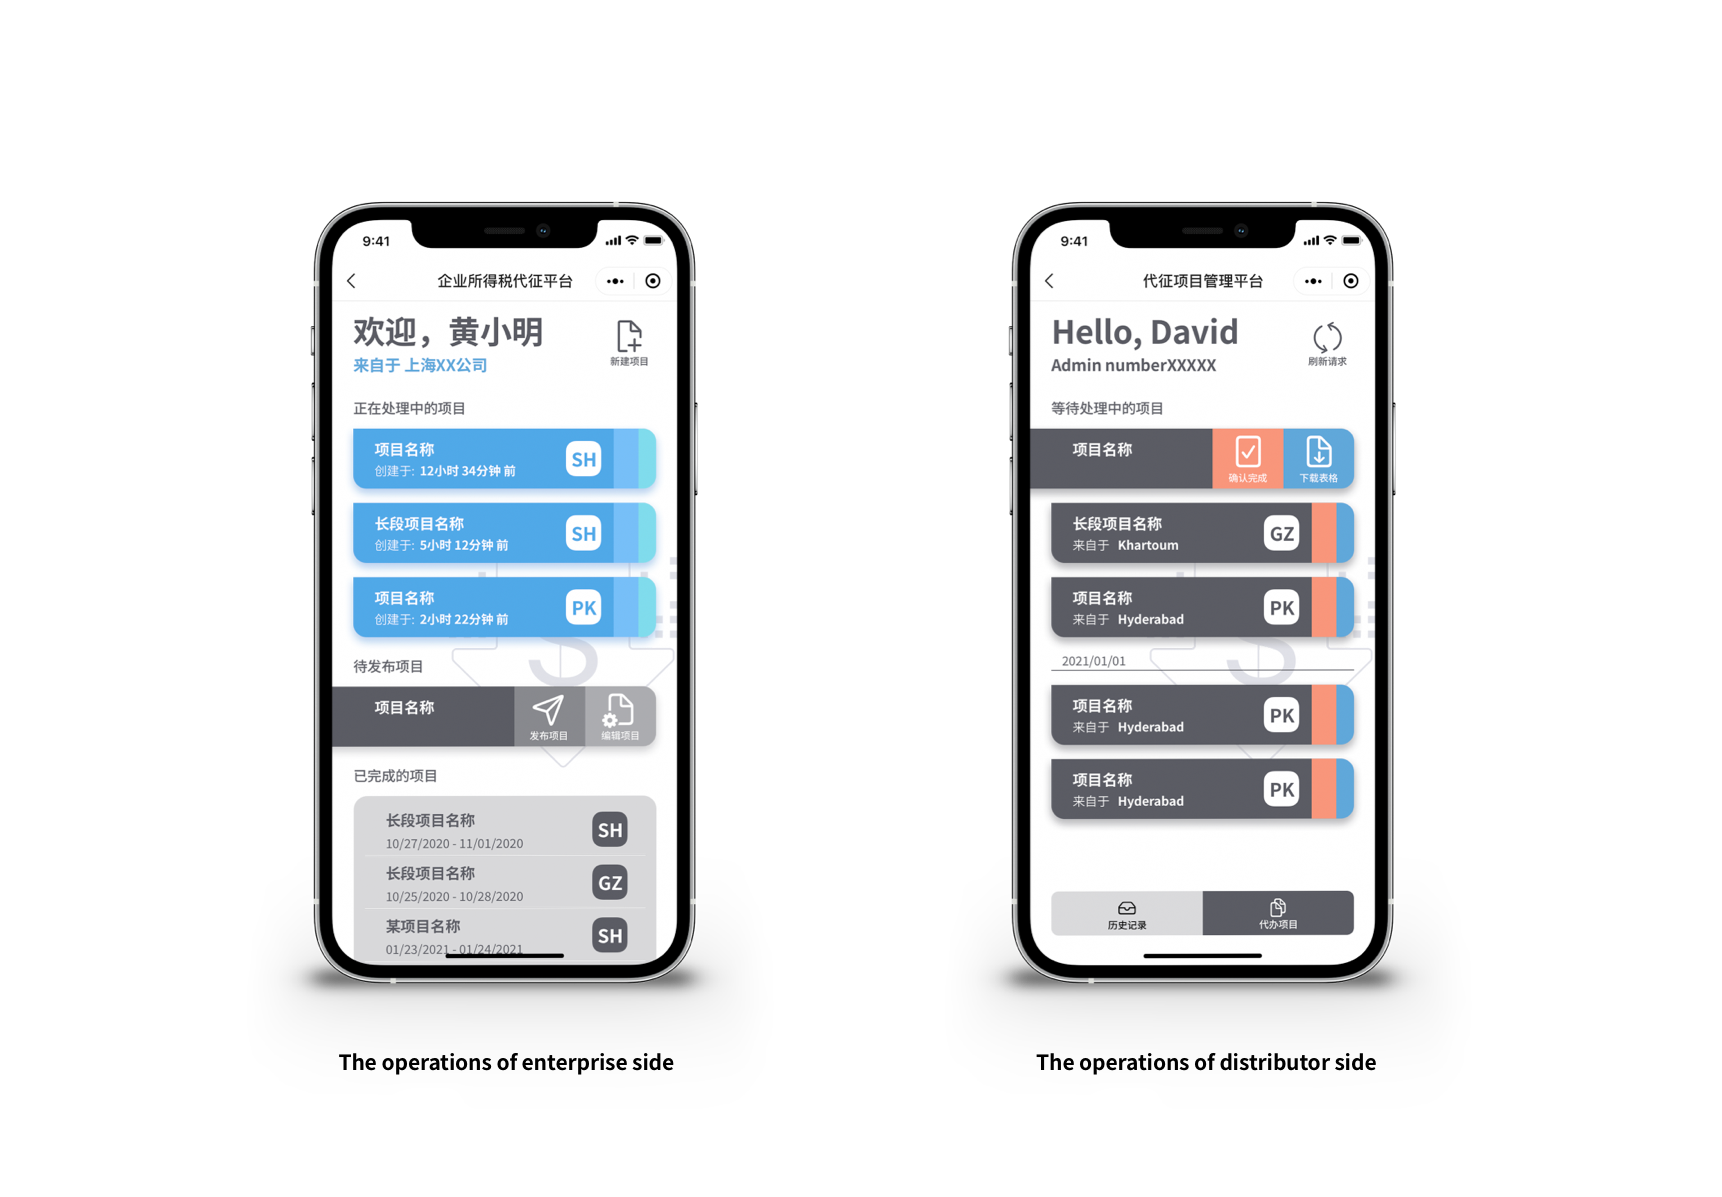 9:41
企业所得税代征平台
欢迎，黄小明
来自于 上海XX公司
新建项目
正在处理中的项目
项目名称
创建于: 12小时 34分钟 前
SH
长段项目名称
创建于: 5小时 12分钟 前
SH
项目名称
创建于: 2小时 22分钟 前
PK
待发布项目
项目名称
发布项目
编辑项目
已完成的项目
长段项目名称
10/27/2020 - 11/01/2020
SH
长段项目名称
10/25/2020 - 10/28/2020
GZ
某项目名称
01/23/2021 - 01/24/2021
SH
The operations of enterprise side
9:41
代征项目管理平台
Hello, David
Admin numberXXXXX
刷新请求
等待处理中的项目
项目名称
确认完成
下载表格
长段项目名称
来自于 Khartoum
GZ
项目名称
来自于 Hyderabad
PK
2021/01/01
项目名称
来自于 Hyderabad
PK
项目名称
来自于 Hyderabad
PK
历史记录
代办项目
The operations of distributor side